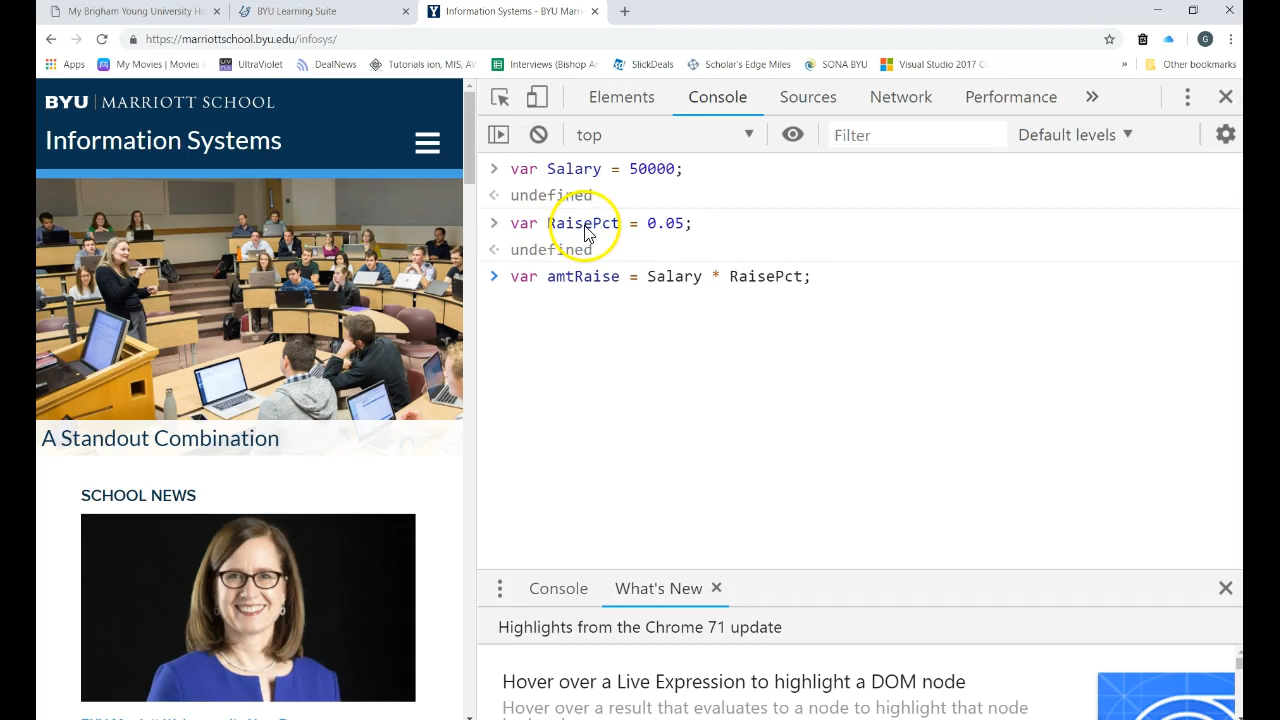 My Brigham Young University Ho
BYU Learning Suite
Information Systems - BYU Marri
https://marriottschool.byu.edu/infosys/
G
Apps
My Movies | Movies
UltraViolet
DealNews
Tutorials ion, MIS, AW
Interviews (Bishop Ar
SlickDeals
Scholar's Edge Miles
SONA BYU
Visual Studio 2017 Co
»
Other bookmarks
BYU | MARRIOTT SCHOOL
Information Systems
A Standout Combination
SCHOOL NEWS
Elements
Console
Sources
Network
Performance
»
top
Filter
Default levels
var Salary = 50000;
undefined
var RaisePct = 0.05;
undefined
var amtRaise = Salary * RaisePct;
Console
What's New
Highlights from the Chrome 71 update
Hover over a Live Expression to highlight a DOM node
Hover over a result that evaluates to a node to highlight that node